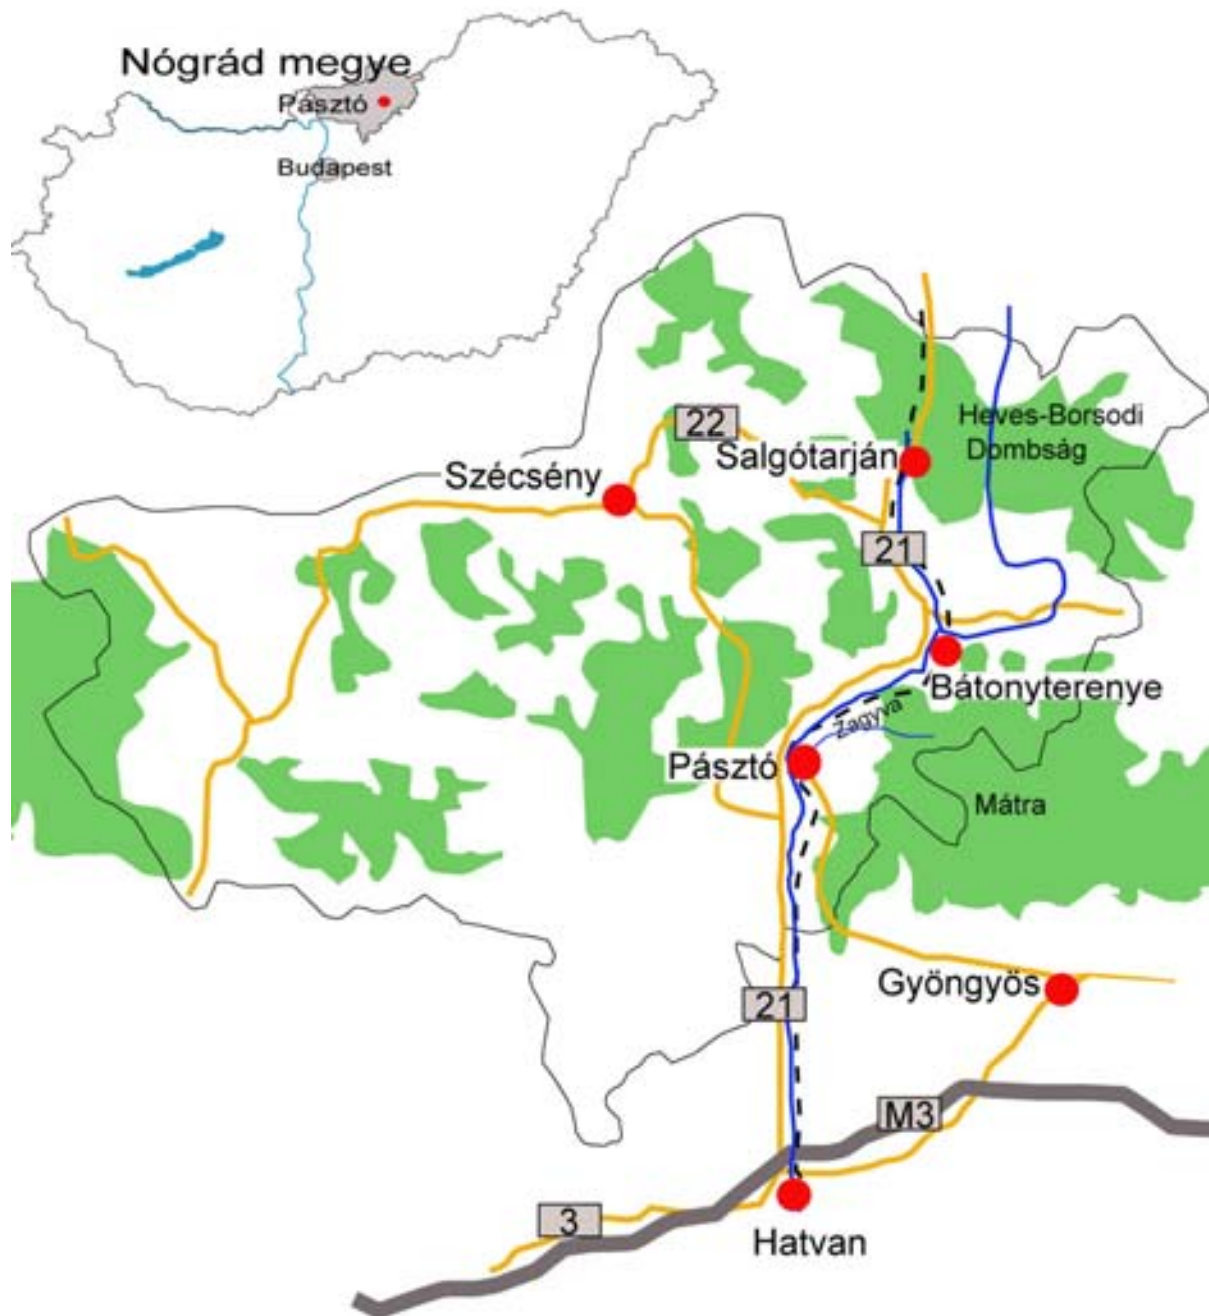 Nógrád megye
Pásztó
Budapest
22
Heves-Borsodi
Dombság
Salgótarján
Szécsény
21
Bátonyterenye
Zagyva
Pásztó
Mátra
Gyöngyös
21
M3
3
Hatvan